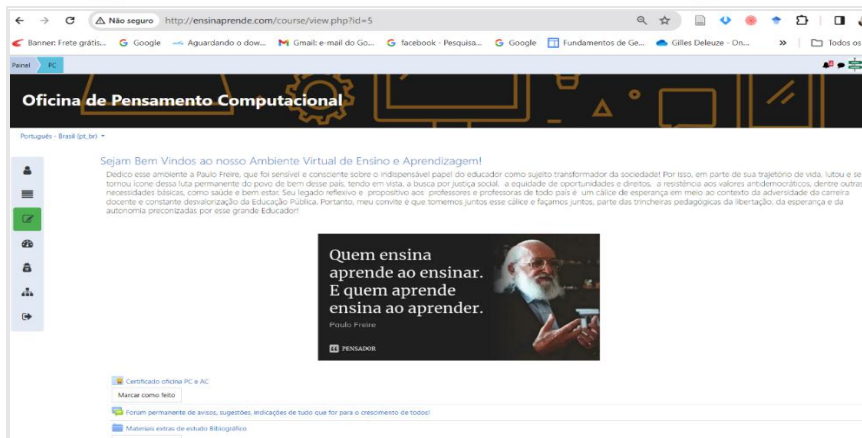 Não seguro http://ensinaprende.com/course/view.php?id=5
Banner: Frete grátis... Google Aguardando o dow... Gmail: e-mail do Go... facebook - Pesquisa... Google Fundamentos de Ge... Gilles Deleuze - On... » Todos os
Painel PC
Oficina de Pensamento Computacional
Português - Brasil (pt_br)
Sejam Bem Vindos ao nosso Ambiente Virtual de Ensino e Aprendizagem!
Dedico esse ambiente a Paulo Freire, que foi sensível e consciente sobre o indispensável papel do educador como sujeito transformador da sociedade! Por Isso, em parte de sua trajetório de vida, lutou e se
tornou ícone dessa luta permanente do povo de bem desse país, tendo em vista, a busca por justiça social, a equidade de oportunidades e direitos, a resistência aos valores antidemocráticos, dentre outras
necessidades básicas, como saúde e bem estar. Seu legado reflexivo e propositivo aos professores e professoras de todo país é um cálice de esperança em meio ao contexto da adversidade da carreira
docente e constante desvalorização da Educação Pública. Portanto, meu convite é que tomemos juntos esse cálice e façamos juntos, parte das trincheiras pedagógicas da libertação, da esperança e da
autonomia preconizadas por esse grande Educador!
Quem ensina
aprende ao ensinar.
E quem aprende
ensina ao aprender.
Paulo Freire
PENSADOR
Certificado oficina PC e AC
Marcar como feito
Forum permanente de avisos, sugestões, indicações de tudo que for para o crescimento de todos!
Materiais extras de estudo Bibliográfico